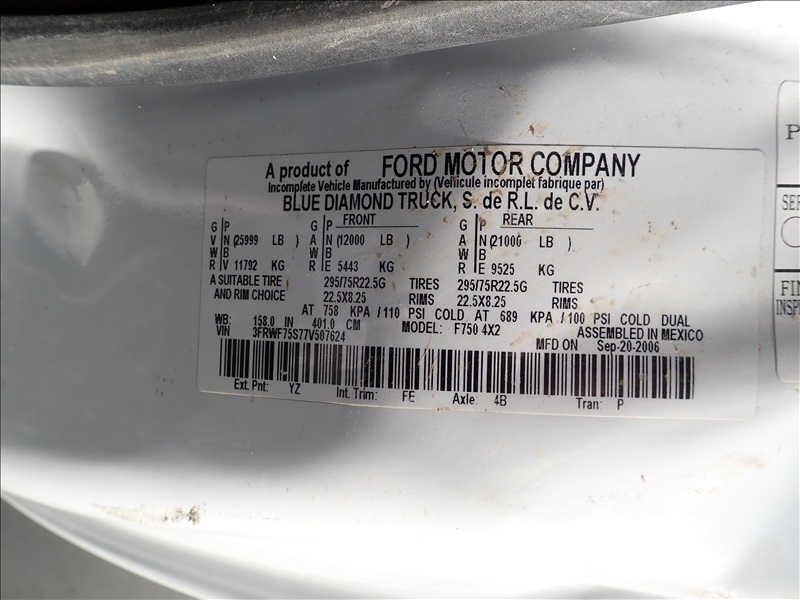 A product of FORD MOTOR COMPANY
Incomplete Vehicle Manufactured by (Vehicule incomplet fabrique par)
BLUE DIAMOND TRUCK, S. de R.L. de C.V.
FRONT REAR
G P G P G P
V N (25999 LB ) A N (12000 LB ) A N (21000 LB )
W B W B W B
R V 11792 KG R E 5443 KG R E 9525 KG
A SUITABLE TIRE 295/75R22.5G TIRES 295/75R22.5G TIRES
AND RIM CHOICE 22.5X8.25 RIMS 22.5X8.25 RIMS
AT 758 KPA/110 PSI COLD AT 689 KPA/100 PSI COLD DUAL
WB: 158.0 IN 401.0 CM MODEL: F750 4X2 ASSEMBLED IN MEXICO
VIN 3FRWF75S77V507624 MFD ON Sep-20-2006
Ext. Pnt: YZ Int. Trim: FE Axle: 4B Tran: P